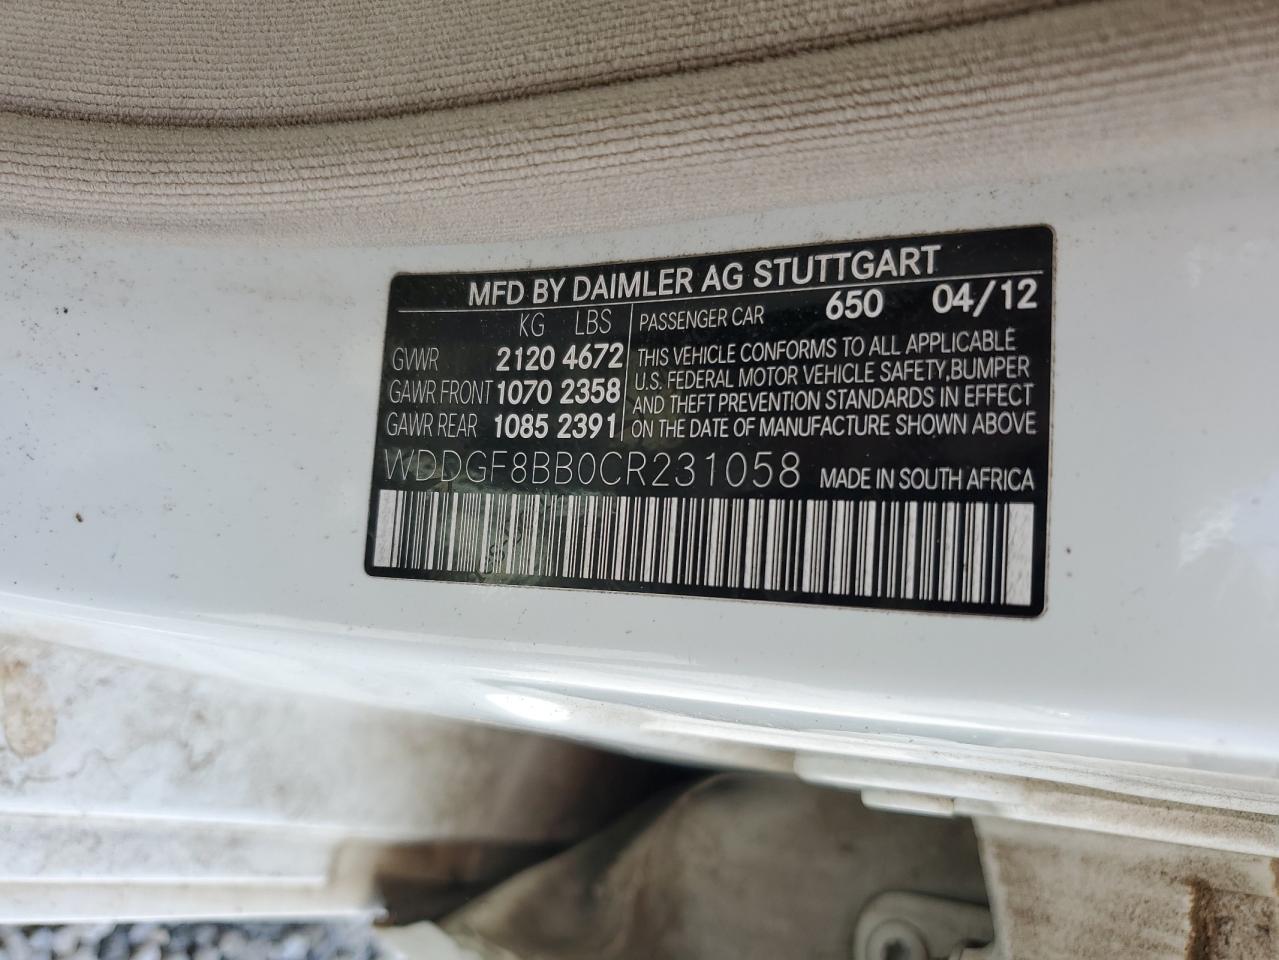 MFD BY DAIMLER AG STUTTGART
KG LBS
GVWR 2120 4672
GAWR FRONT 1070 2358
GAWR REAR 1085 2391
PASSENGER CAR 650 04/12
THIS VEHICLE CONFORMS TO ALL APPLICABLE
U.S. FEDERAL MOTOR VEHICLE SAFETY,BUMPER
AND THEFT PREVENTION STANDARDS IN EFFECT
ON THE DATE OF MANUFACTURE SHOWN ABOVE
WDDGF8BB0CR231058 MADE IN SOUTH AFRICA